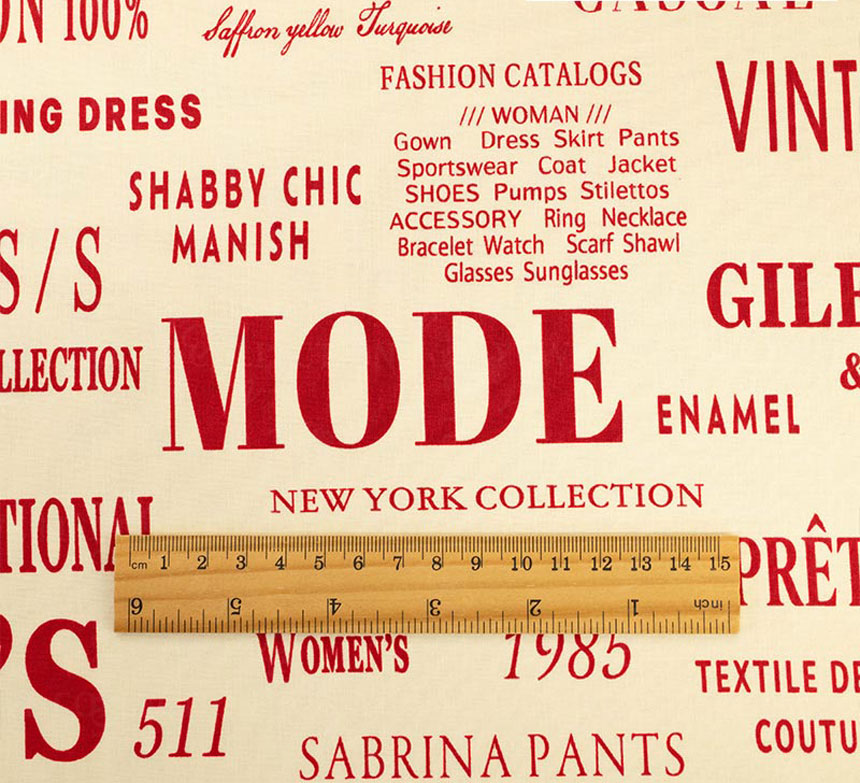 ON 100%
Saffron yellow Turquoise
CASUAL
FASHION CATALOGS
ING DRESS
VINT
/// WOMAN ///
Gown Dress Skirt Pants
Sportswear Coat Jacket
SHOES Pumps Stilettos
ACCESSORY Ring Necklace
Bracelet Watch Scarf Shawl
Glasses Sunglasses
SHABBY CHIC
MANISH
S/S
GILE
LLECTION
MODE
&
ENAMEL
NEW YORK COLLECTION
TIONAL
cm 1 2 3 4 5 6 7 8 9 10 11 12 13 14 15
6 5 4 3 2 1 inch
PRÊT
'S
WOMEN'S
1985
TEXTILE DE
511
COUTU
SABRINA PANTS